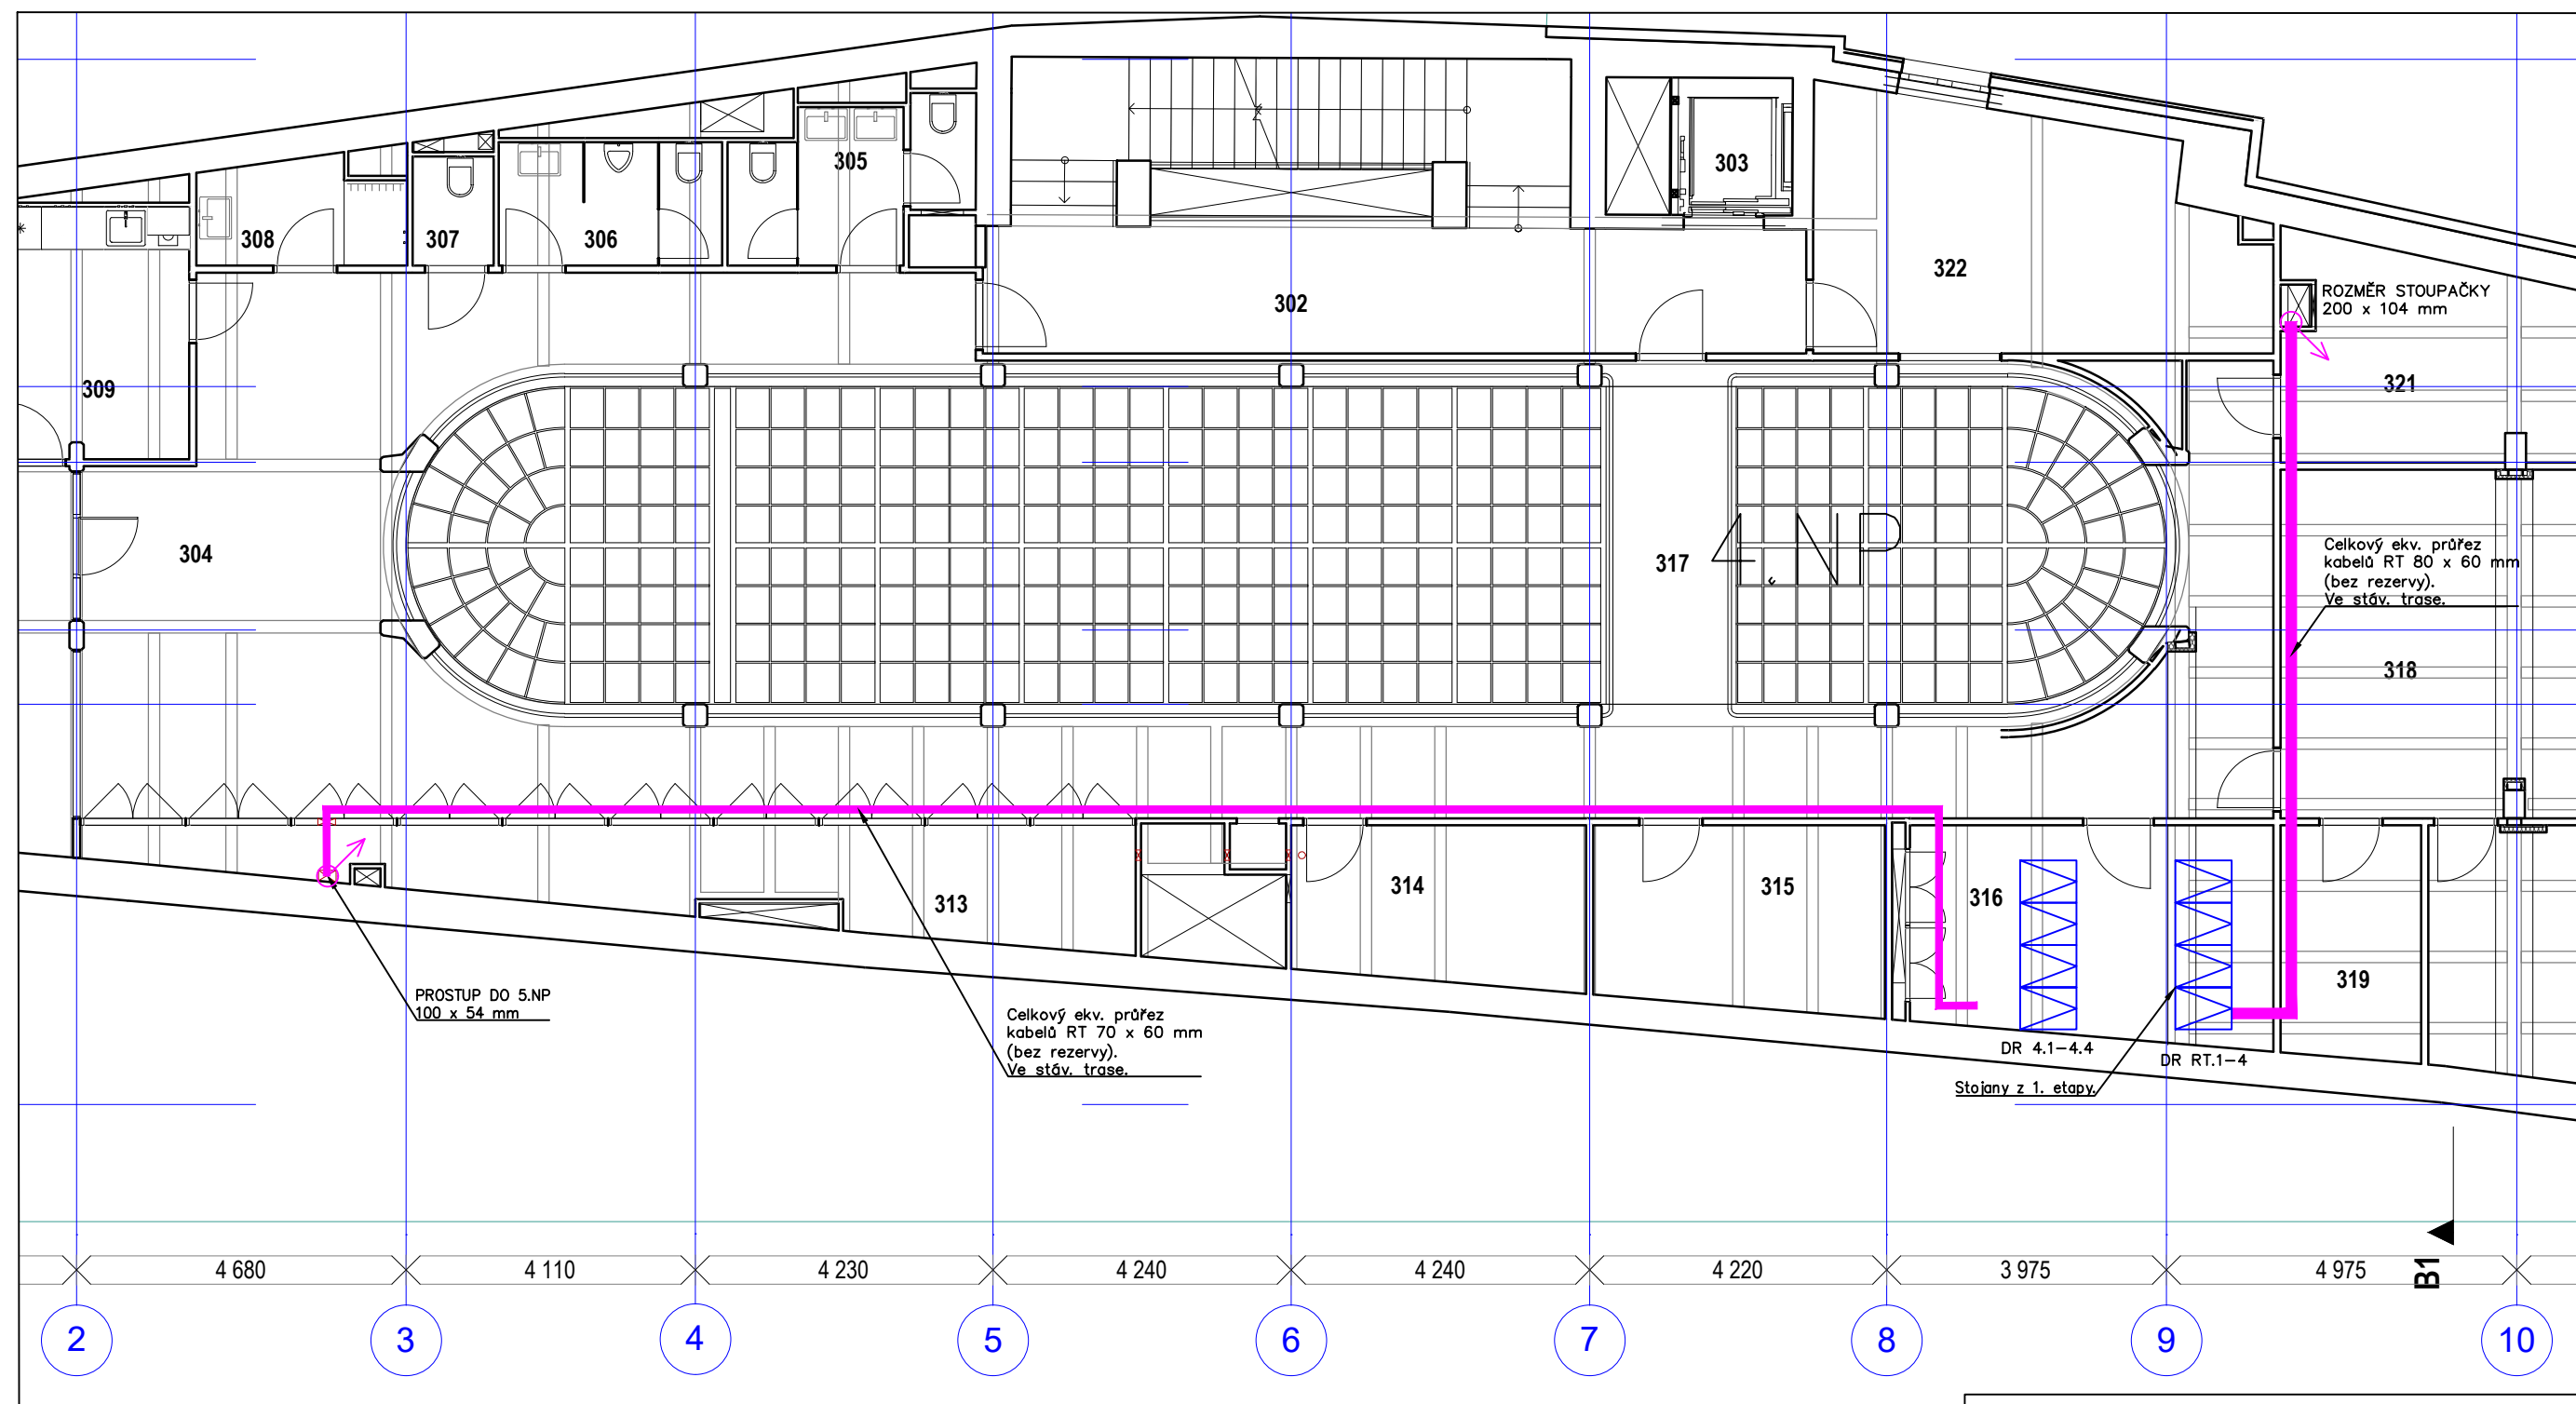 303
305
308
307
306
322
302
ROZMĚR STOUPAČKY
200 x 104 mm
321
309
304
317
4.NP
Celkový ekv. průřez
kabelů RT 80 x 60 mm
(bez rezervy).
Ve stáv. trase.
318
313
314
315
316
319
PROSTUP DO 5.NP
100 x 54 mm
Celkový ekv. průřez
kabelů RT 70 x 60 mm
(bez rezervy).
Ve stáv. trase.
DR 4.1-4.4
DR RT.1-4
Stojany z 1. etapy.
B1
4 680
4 110
4 230
4 240
4 240
4 220
3 975
4 975
2
3
4
5
6
7
8
9
10